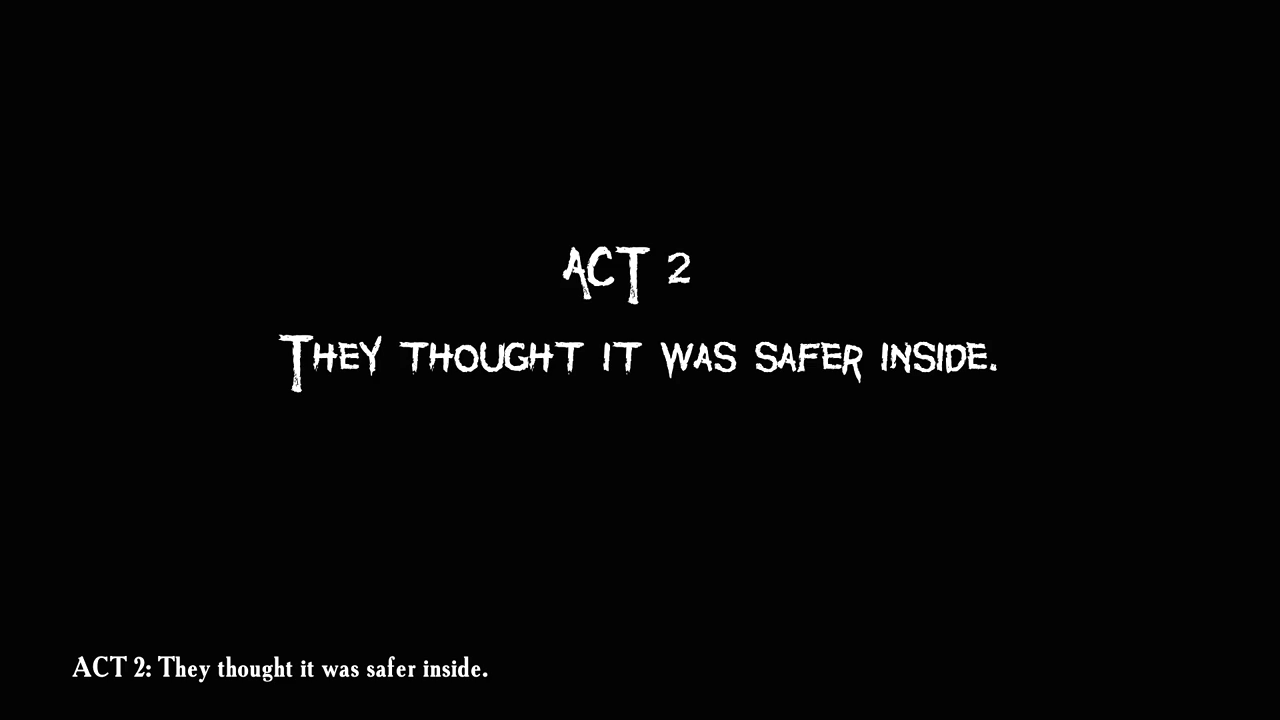 ACT 2
They thought it was safer inside.
ACT 2: They thought it was safer inside.